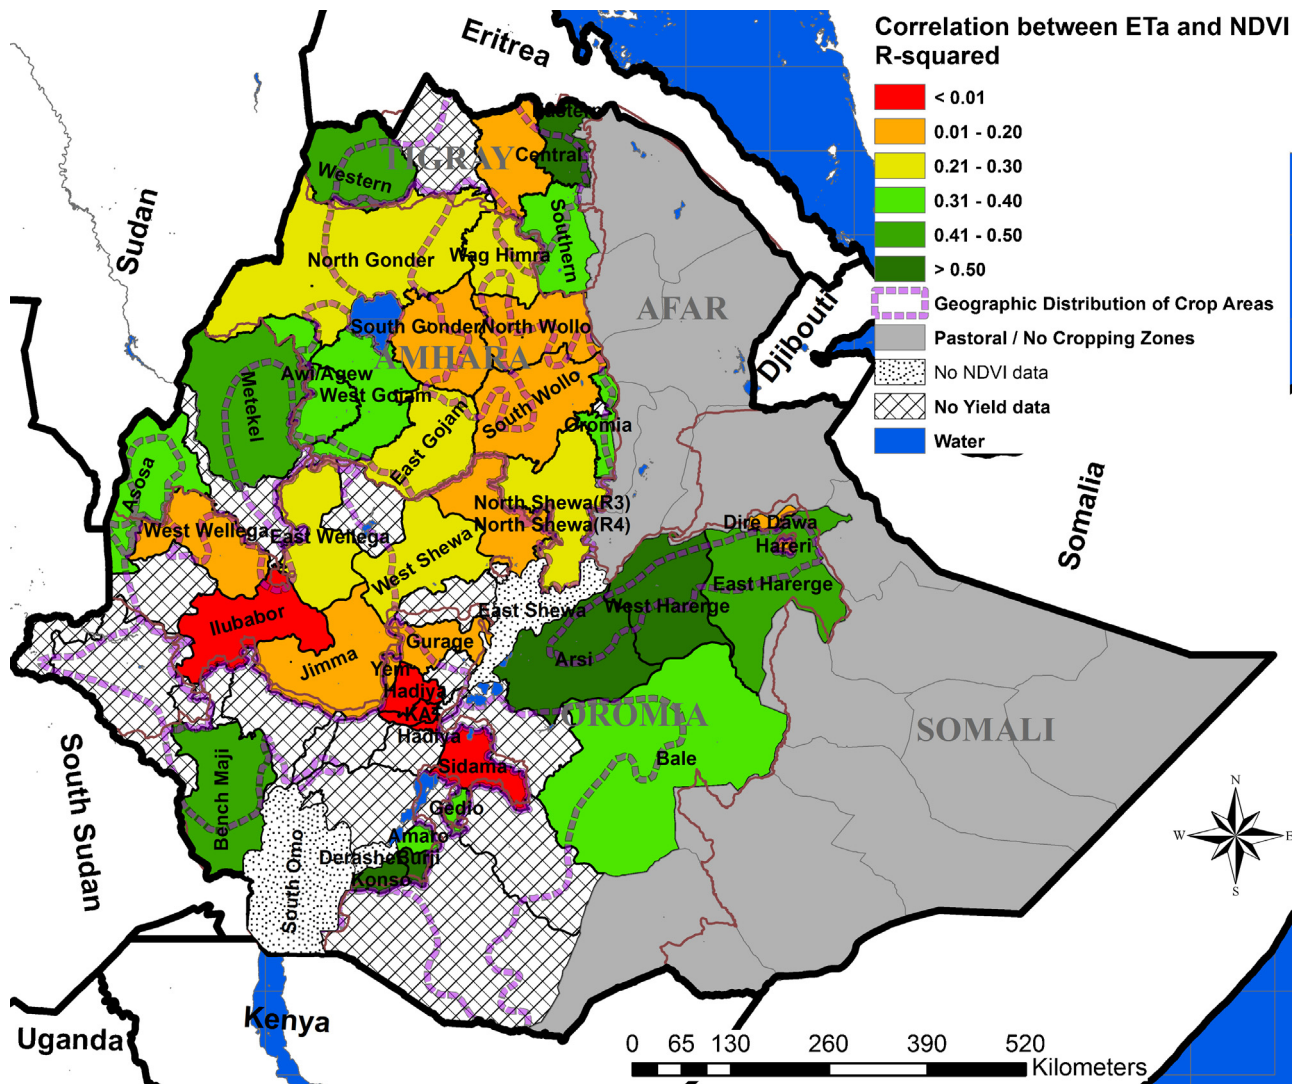 Correlation between ETa and NDVI
R-squared
< 0.01
0.01 - 0.20
0.21 - 0.30
0.31 - 0.40
0.41 - 0.50
> 0.50
Geographic Distribution of Crop Areas
Pastoral / No Cropping Zones
No NDVI data
No Yield data
Water
Eritrea
Sudan
Djibouti
Somalia
South Sudan
Uganda
Kenya
TIGRAY
AFAR
AMHARA
OROMIA
SOMALI
Eastern
Central
Western
Southern
North Gonder
Wag Himra
South Gonder
North Wollo
Awi/Agew
West Gojam
South Wollo
Metekel
East Gojam
Oromia
Asosa
North Shewa(R3)
North Shewa(R4)
West Wellega
East Wellega
West Shewa
Dire Dawa
Hareri
East Harerge
West Harerge
East Shewa
Ilubabor
Gurage
Arsi
Jimma
Yem
Hadiya
KAT
Hadiya
Sidama
Bale
Bench Maji
Gedio
Amaro
Derashe
Burji
Konso
South Omo
N
W
E
S
0 65 130 260 390 520
Kilometers